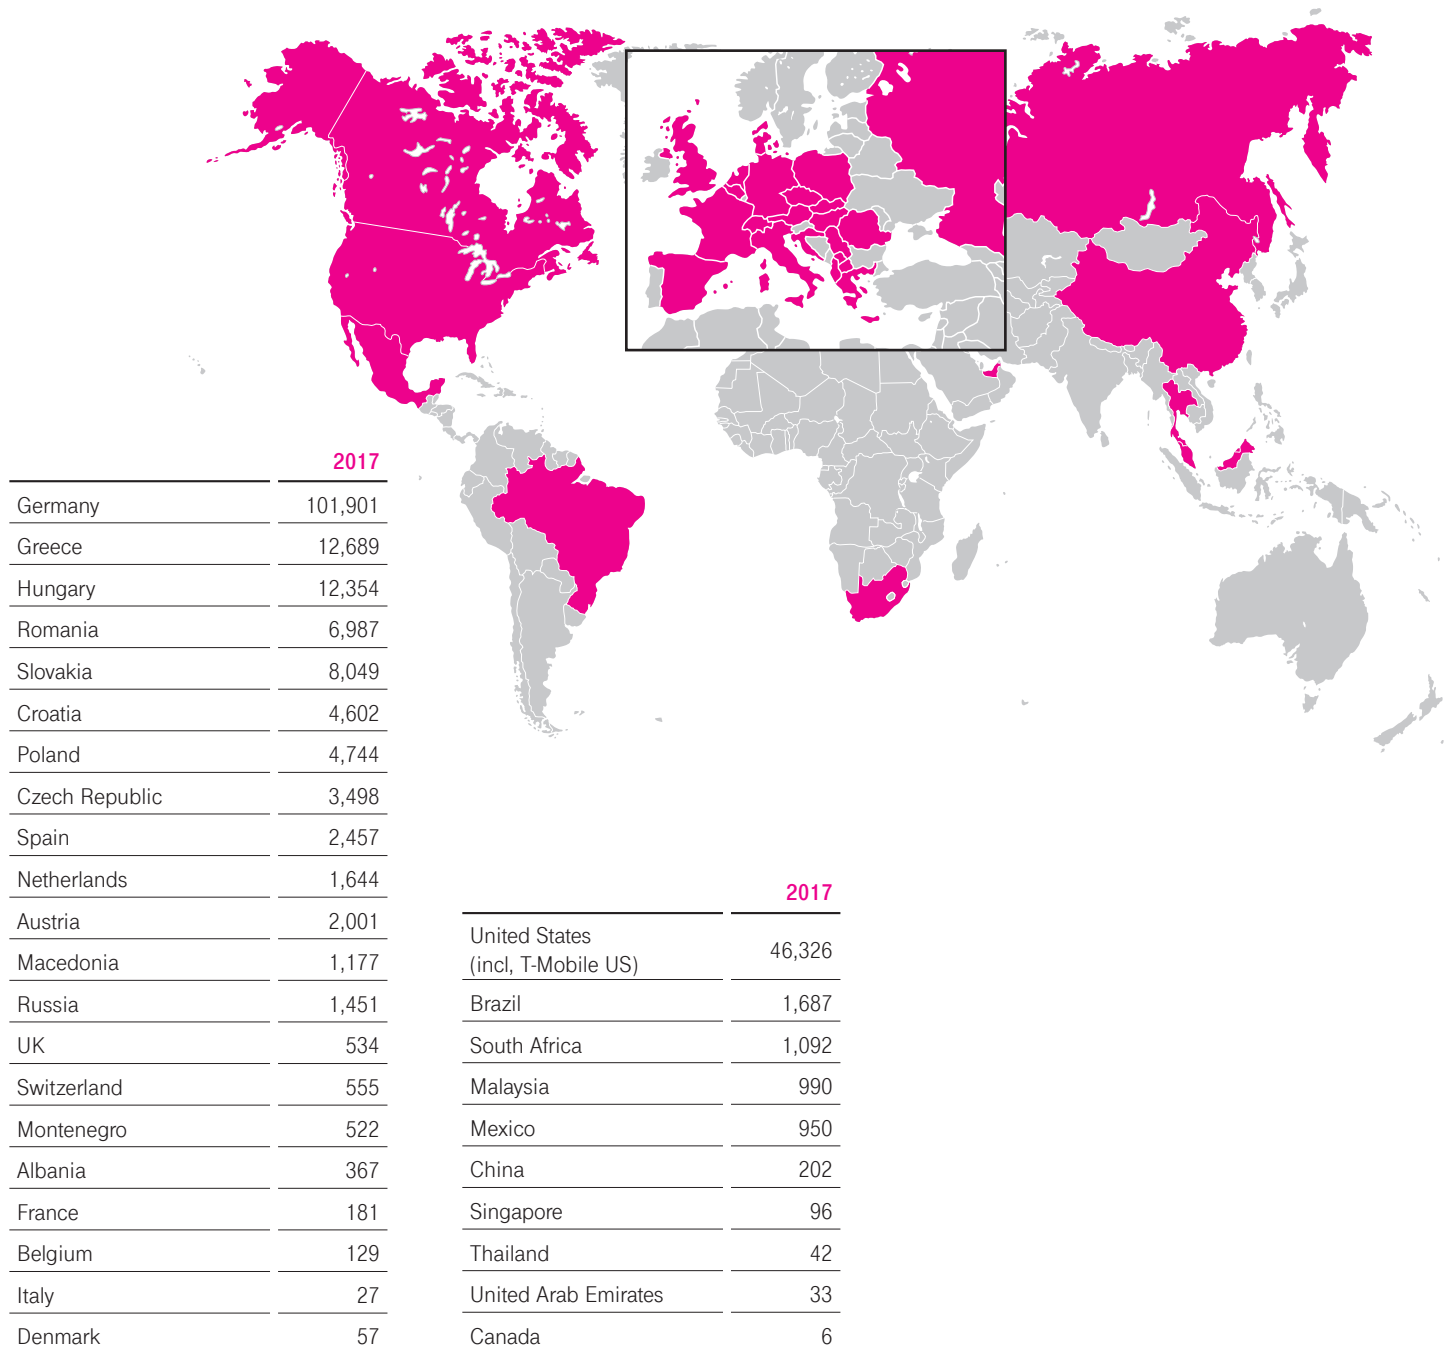 2017
Germany 101,901
Greece 12,689
Hungary 12,354
Romania 6,987
Slovakia 8,049
Croatia 4,602
Poland 4,744
Czech Republic 3,498
Spain 2,457
Netherlands 1,644
Austria 2,001
Macedonia 1,177
Russia 1,451
UK 534
Switzerland 555
Montenegro 522
Albania 367
France 181
Belgium 129
Italy 27
Denmark 57
2017
United States
(incl, T-Mobile US) 46,326
Brazil 1,687
South Africa 1,092
Malaysia 990
Mexico 950
China 202
Singapore 96
Thailand 42
United Arab Emirates 33
Canada 6